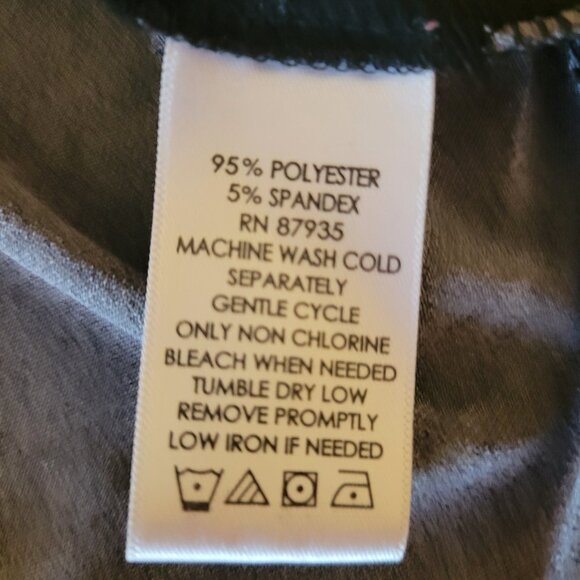 95% POLYESTER
5% SPANDEX
RN 87935
MACHINE WASH COLD
SEPARATELY
GENTLE CYCLE
ONLY NON CHLORINE
BLEACH WHEN NEEDED
TUMBLE DRY LOW
REMOVE PROMPTLY
LOW IRON IF NEEDED